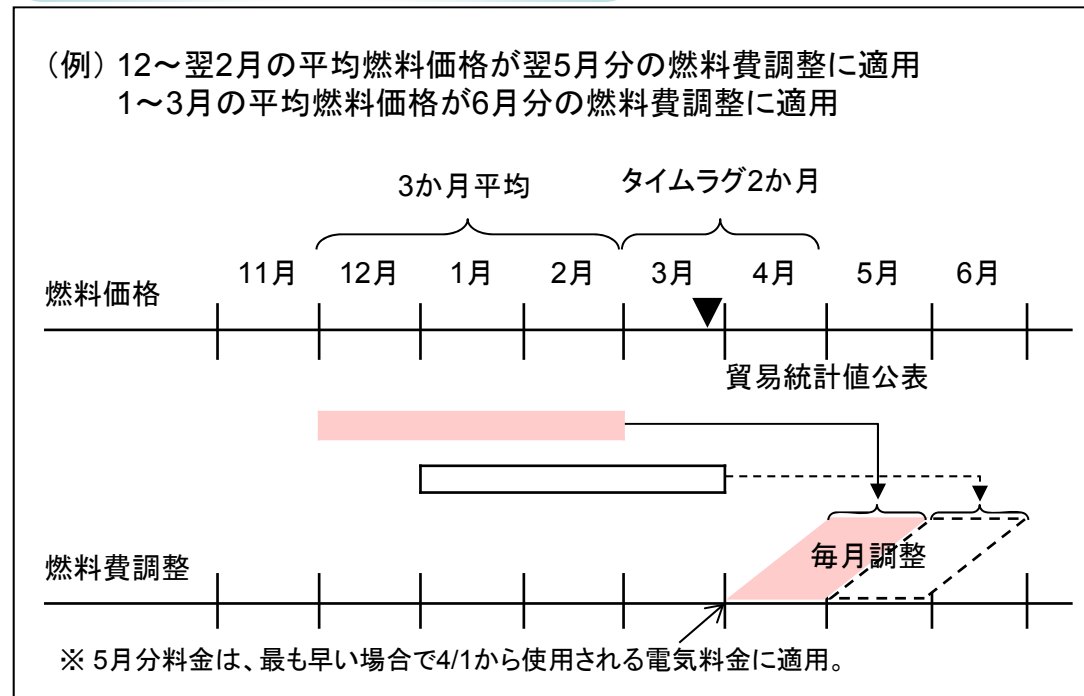 （例）12～翌2月の平均燃料価格が翌5月分の燃料費調整に適用
1～3月の平均燃料価格が6月分の燃料費調整に適用
3か月平均
タイムラグ2か月
11月 12月 1月 2月 3月 4月 5月 6月
燃料価格
貿易統計値公表
毎月調整
燃料費調整
※ 5月分料金は、最も早い場合で4/1から使用される電気料金に適用。